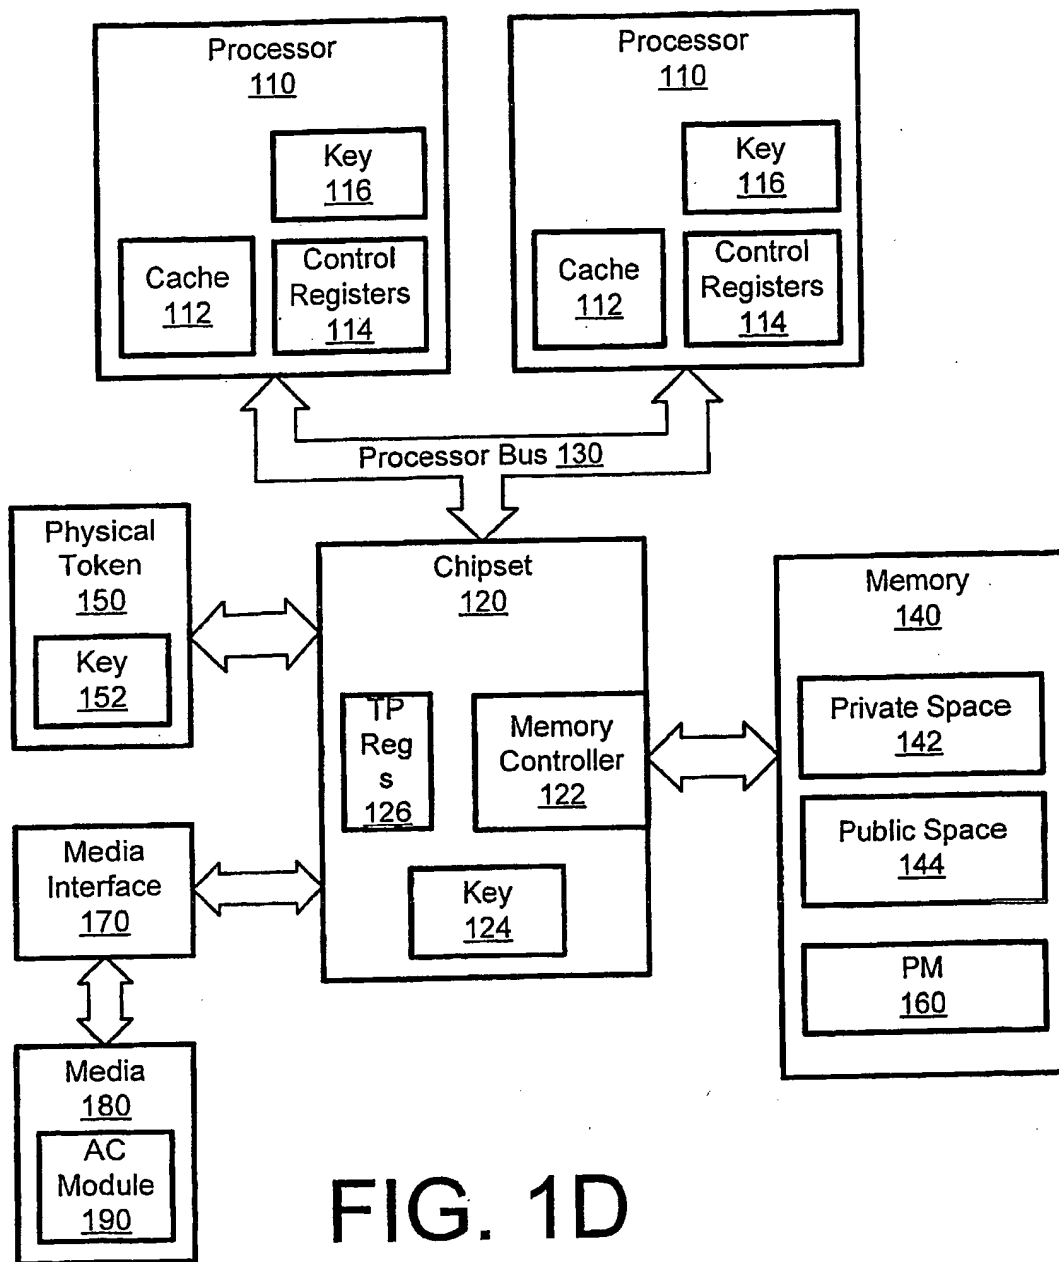 Processor
110
Key
116
Cache
112
Control
Registers
114
Processor
110
Key
116
Cache
112
Control
Registers
114
Processor Bus 130
Physical
Token
150
Key
152
Chipset
120
TP
Reg
s
126
Memory
Controller
122
Key
124
Memory
140
Private Space
142
Public Space
144
PM
160
Media
Interface
170
Media
180
AC
Module
190
FIG. 1D